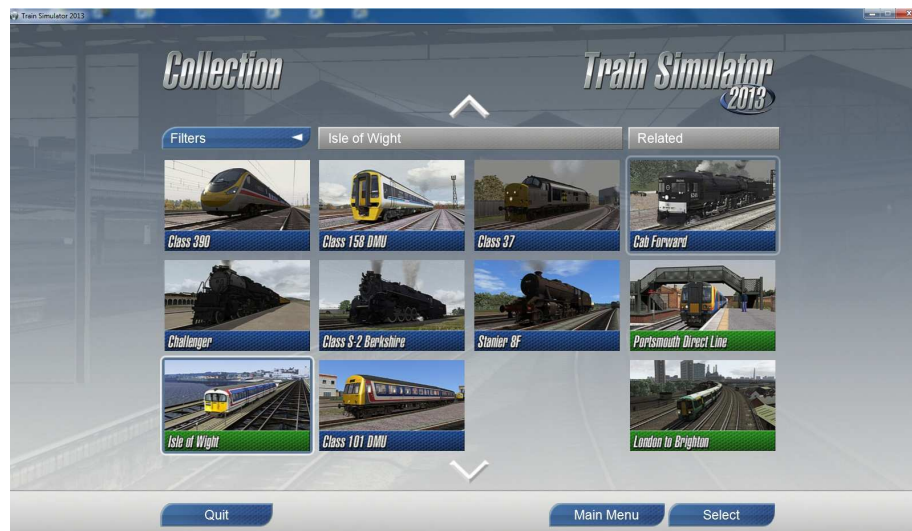 Train Simulator 2013
Collection
Train Simulator
2013
Filters
Isle of Wight
Related
Class 390
Class 158 DMU
Class 37
Cab Forward
Challenger
Class S-2 Berkshire
Stanier 8F
Portsmouth Direct Line
Isle of Wight
Class 101 DMU
London to Brighton
Quit
Main Menu
Select